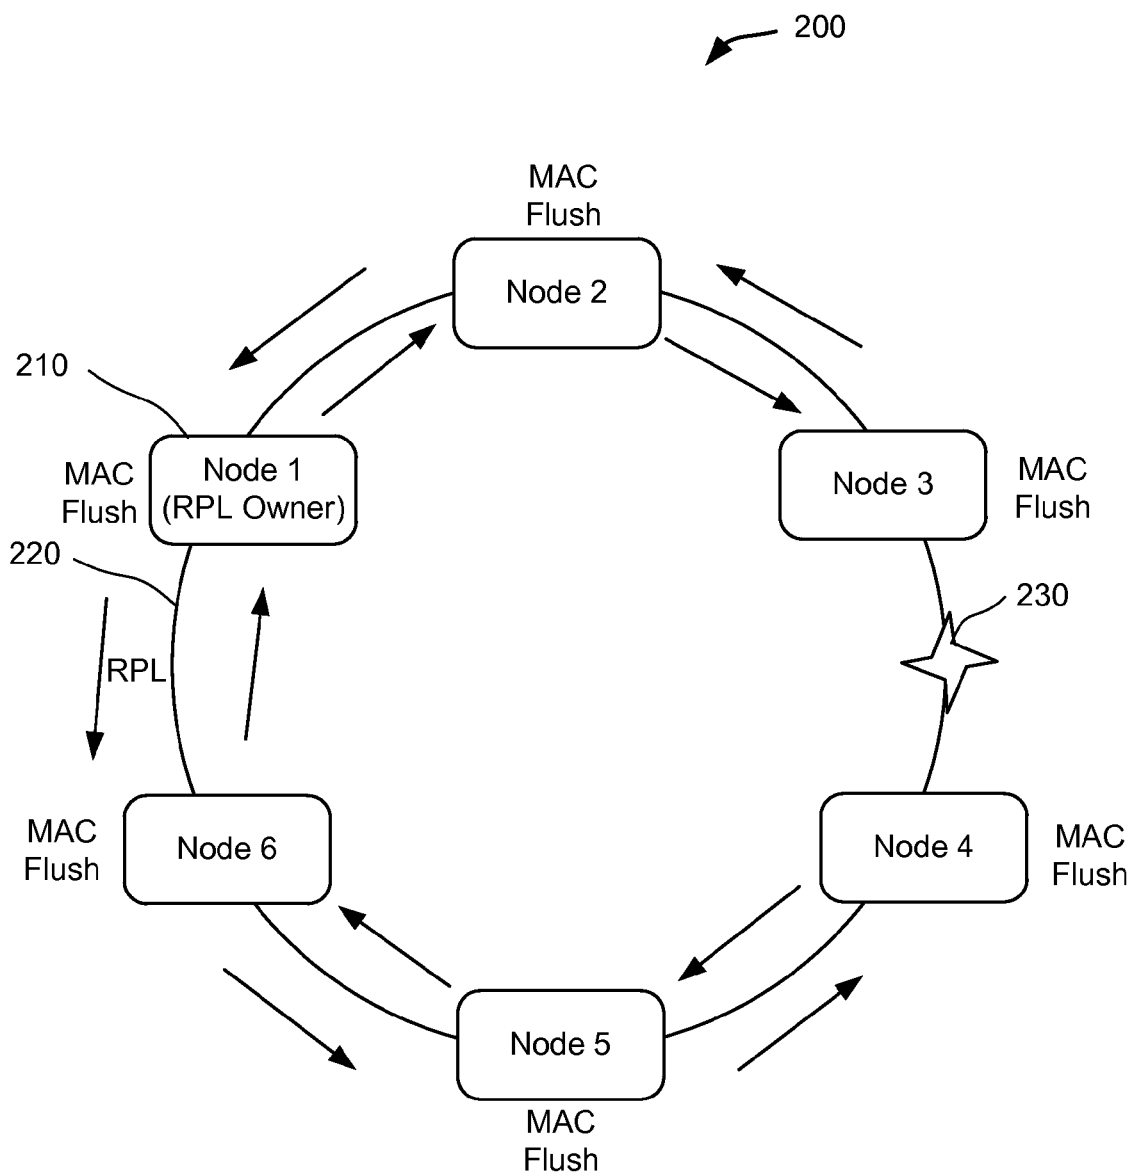 200
MAC
Flush
Node 2
210
Node 1
(RPL Owner)
MAC
Flush
Node 3
MAC
Flush
220
230
RPL
MAC
Flush
Node 6
Node 4
MAC
Flush
Node 5
MAC
Flush